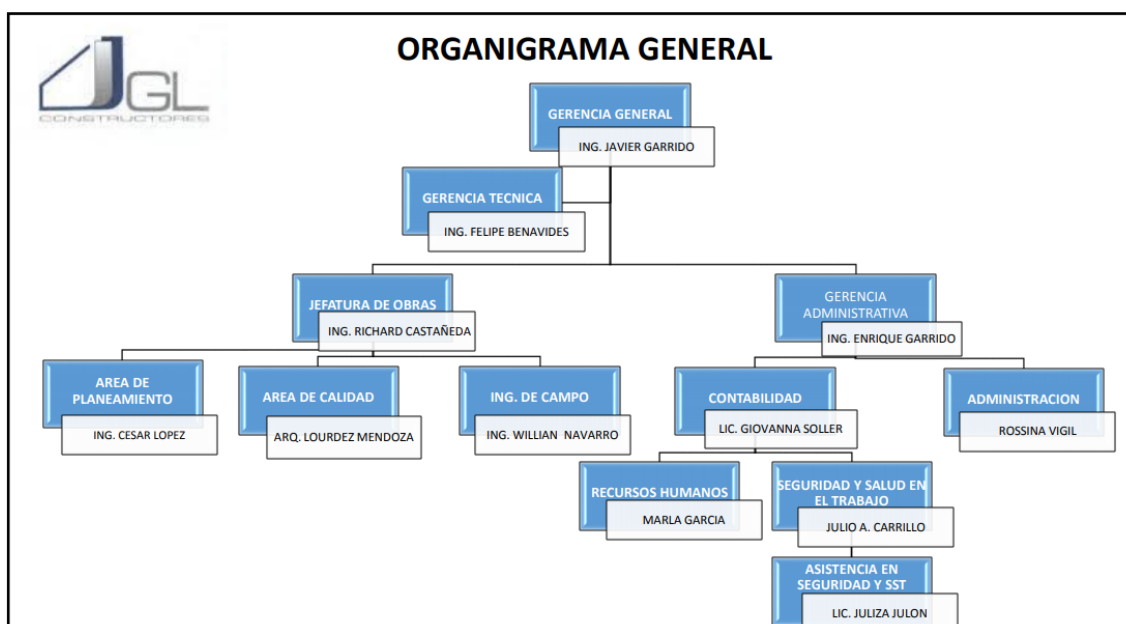 ORGANIGRAMA GENERAL
JGL
CONSTRUCTORES
GERENCIA GENERAL
ING. JAVIER GARRIDO
GERENCIA TECNICA
ING. FELIPE BENAVIDES
JEFATURA DE OBRAS
ING. RICHARD CASTAÑEDA
GERENCIA
ADMINISTRATIVA
ING. ENRIQUE GARRIDO
AREA DE
PLANEAMIENTO
ING. CESAR LOPEZ
AREA DE CALIDAD
ARQ. LOURDEZ MENDOZA
ING. DE CAMPO
ING. WILLIAN NAVARRO
CONTABILIDAD
LIC. GIOVANNA SOLLER
ADMINISTRACION
ROSSINA VIGIL
RECURSOS HUMANOS
MARLA GARCIA
SEGURIDAD Y SALUD EN
EL TRABAJO
JULIO A. CARRILLO
ASISTENCIA EN
SEGURIDAD Y SST
LIC. JULIZA JULON